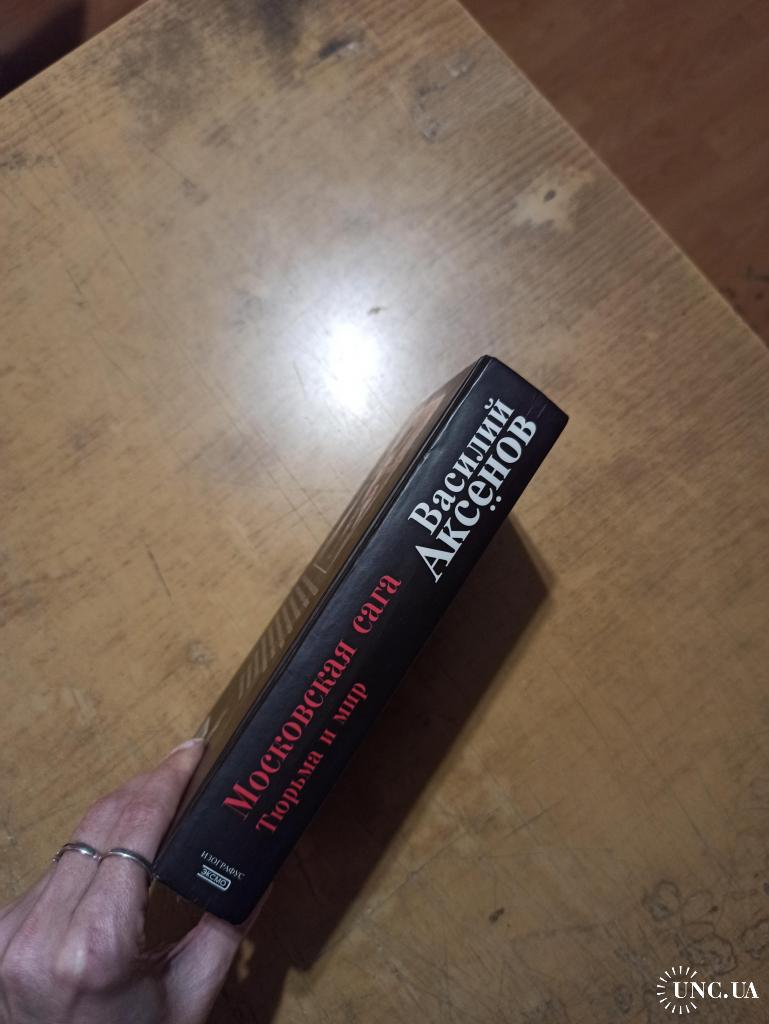 Василий
Аксёнов
Московская сага
Тюрьма и мир
ИЗОГРАФУС
ЭКСМО
UNC.UA